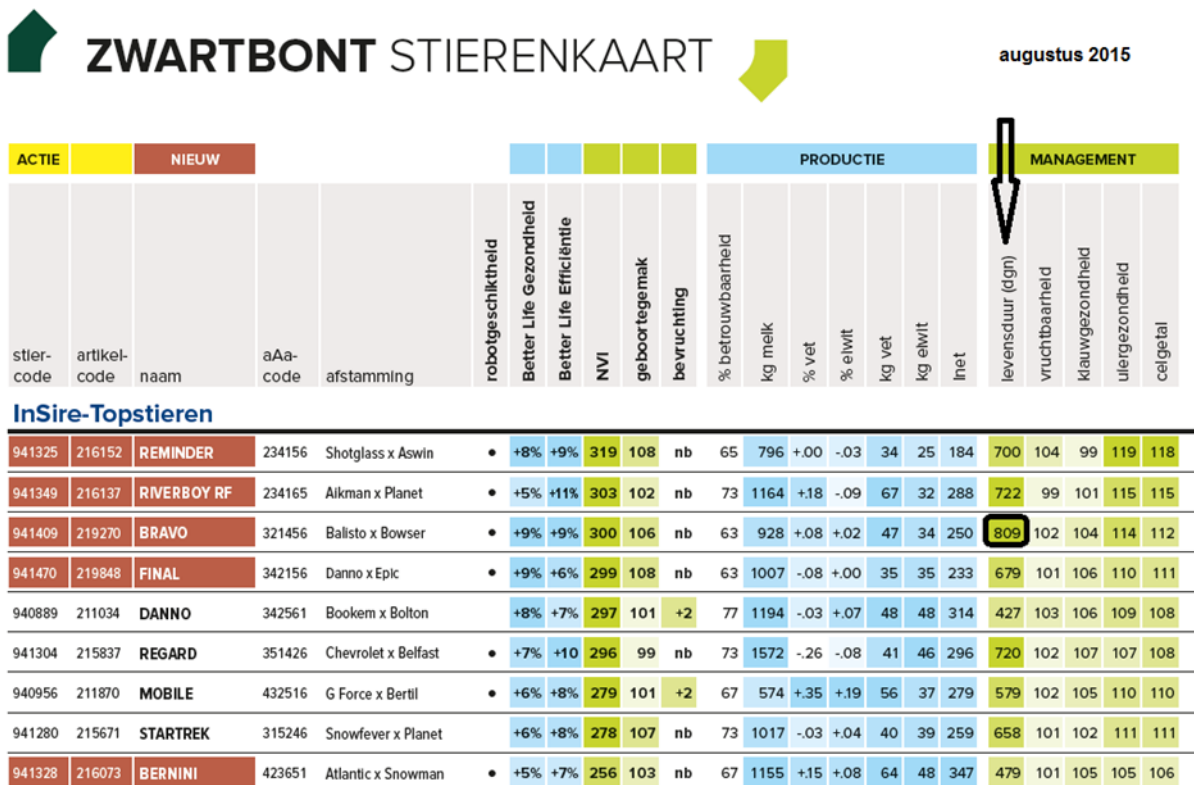 ZWARTBONT STIERENKAART
augustus 2015
ACTIE NIEUW PRODUCTIE MANAGEMENT
stier-code artikel-code naam aAa-code afstamming robotgeschiktheid Better Life Gezondheid Better Life Efficiëntie NVI geboortegemak bevruchting % betrouwbaarheid kg melk % vet % eiwit kg vet kg eiwit Inet levensduur (dgn) vruchtbaarheid klauwgezondheid uiergezondheid celgetal
InSire-Topstieren
941325 216152 REMINDER 234156 Shotglass x Aswin • +8% +9% 319 108 nb 65 796 +.00 -.03 34 25 184 700 104 99 119 118
941349 216137 RIVERBOY RF 234165 Aikman x Planet • +5% +11% 303 102 nb 73 1164 +.18 -.09 67 32 288 722 99 101 115 115
941409 219270 BRAVO 321456 Balisto x Bowser • +9% +9% 300 106 nb 63 928 +.08 +.02 47 34 250 809 102 104 114 112
941470 219848 FINAL 342156 Danno x Epic • +9% +6% 299 108 nb 63 1007 -.08 +.00 35 35 233 679 101 106 110 111
940889 211034 DANNO 342561 Bookem x Bolton +8% +7% 297 101 +2 77 1194 -.03 +.07 48 48 314 427 103 106 109 108
941304 215837 REGARD 351426 Chevrolet x Belfast • +7% +10 296 99 nb 73 1572 -.26 -.08 41 46 296 720 102 107 107 108
940956 211870 MOBILE 432516 G Force x Bertil • +6% +8% 279 101 +2 67 574 +.35 +.19 56 37 279 579 102 105 110 110
941280 215671 STARTREK 315246 Snowfever x Planet +6% +8% 278 107 nb 73 1017 -.03 +.04 40 39 259 658 101 102 111 111
941328 216073 BERNINI 423651 Atlantic x Snowman • +5% +7% 256 103 nb 67 1155 +.15 +.08 64 48 347 479 101 105 105 106